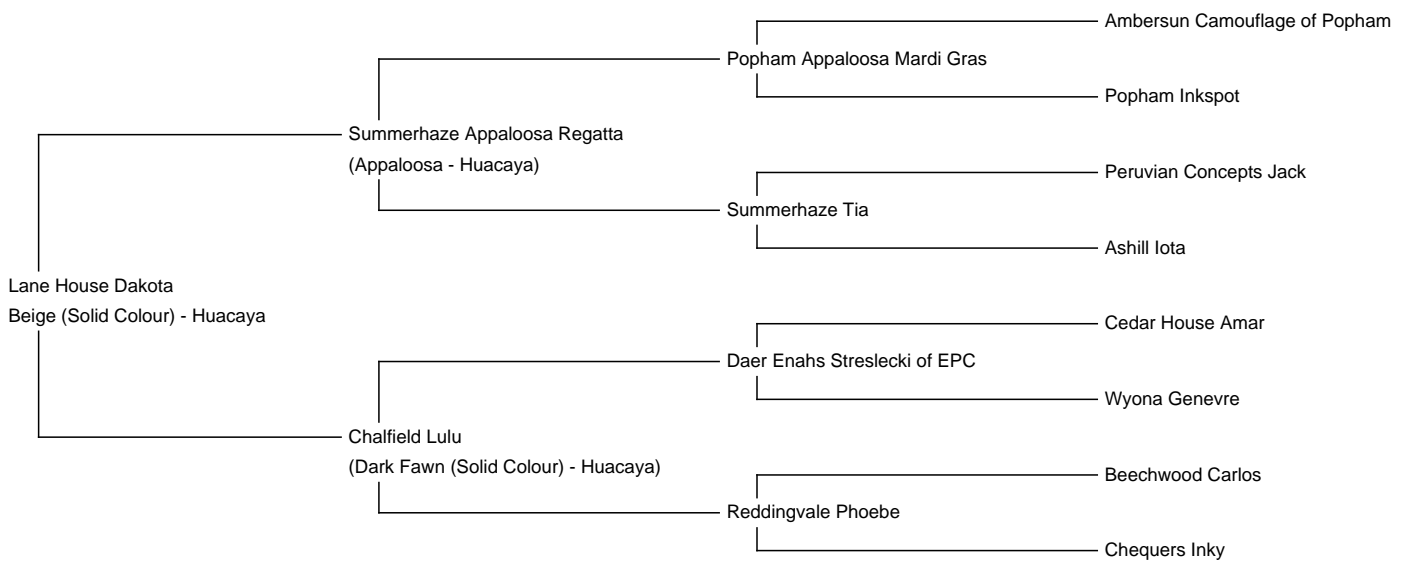 Ambersun Camouflage of Popham
Popham Appaloosa Mardi Gras
Popham Inkspot
Summerhaze Appaloosa Regatta
(Appaloosa - Huacaya)
Peruvian Concepts Jack
Summerhaze Tia
Ashill Iota
Lane House Dakota
Beige (Solid Colour) - Huacaya
Cedar House Amar
Daer Enahs Streslecki of EPC
Wyona Genevre
Chalfield Lulu
(Dark Fawn (Solid Colour) - Huacaya)
Beechwood Carlos
Reddingvale Phoebe
Chequers Inky